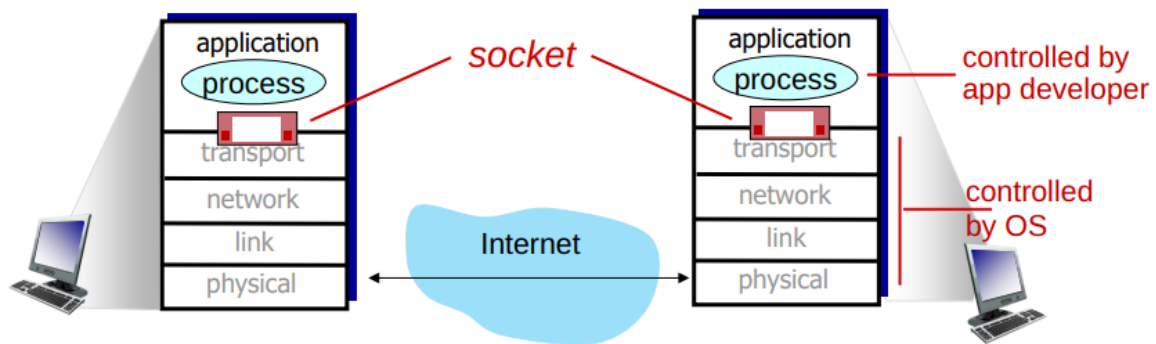 application
process
transport
network
link
physical
socket
Internet
application
process
transport
network
link
physical
controlled by
app developer
controlled
by OS